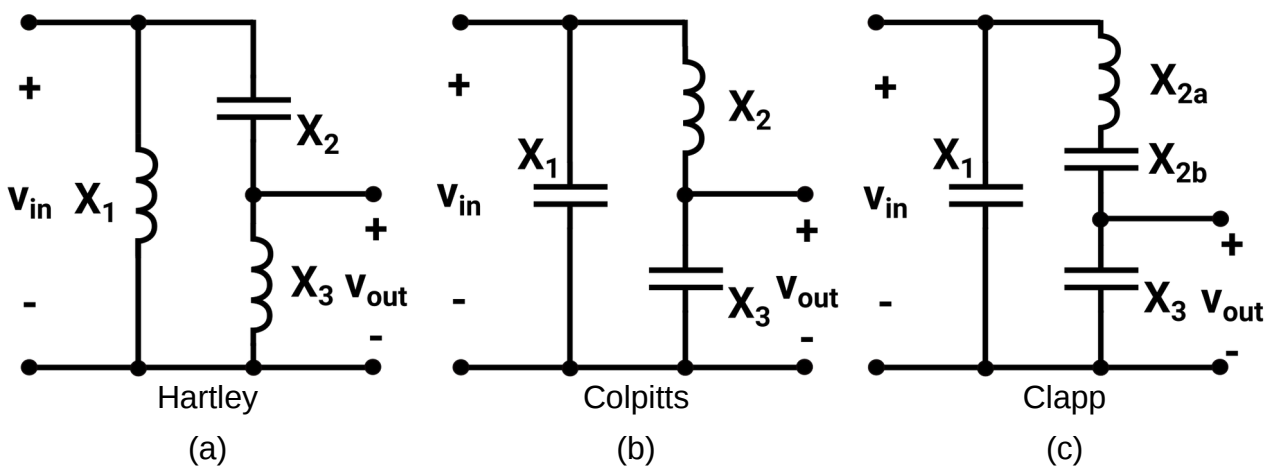 +
v_in
-
X_1
X_2
X_3
+
v_out
-
Hartley
(a)
+
v_in
-
X_1
X_2
X_3
+
v_out
-
Colpitts
(b)
+
v_in
-
X_1
X_2a
X_2b
X_3
+
v_out
-
Clapp
(c)